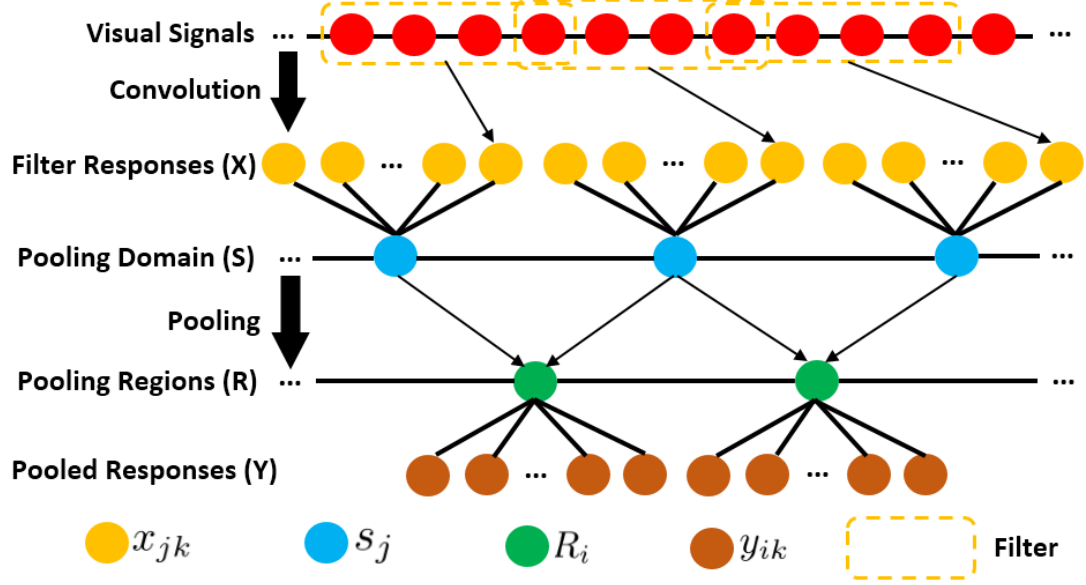 Visual Signals ... ...
Convolution
Filter Responses (X) ... ... ...
Pooling Domain (S) ... ...
Pooling
Pooling Regions (R) ... ...
Pooled Responses (Y) ... ...
x_{jk} s_j R_i y_{ik} Filter